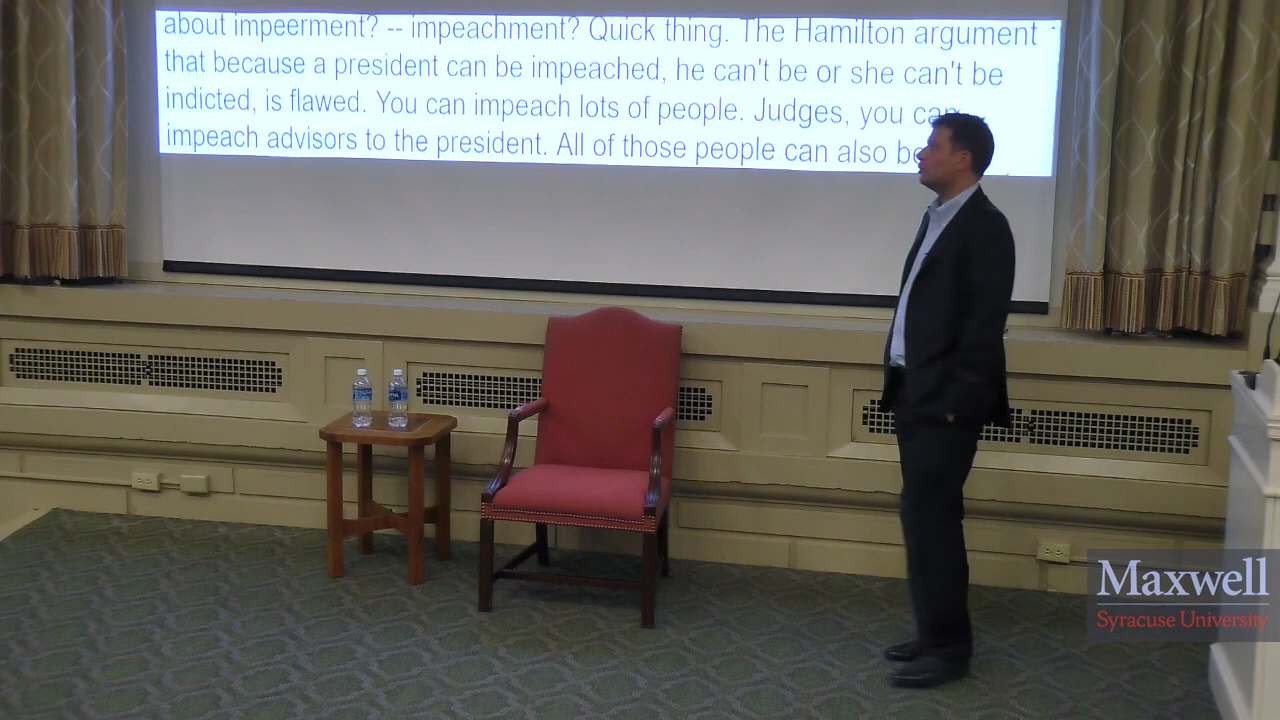 about impeerment? -- impeachment? Quick thing. The Hamilton argument
that because a president can be impeached, he can't be or she can't be
indicted, is flawed. You can impeach lots of people. Judges, you can
impeach advisors to the president. All of those people can also be
Maxwell
Syracuse University